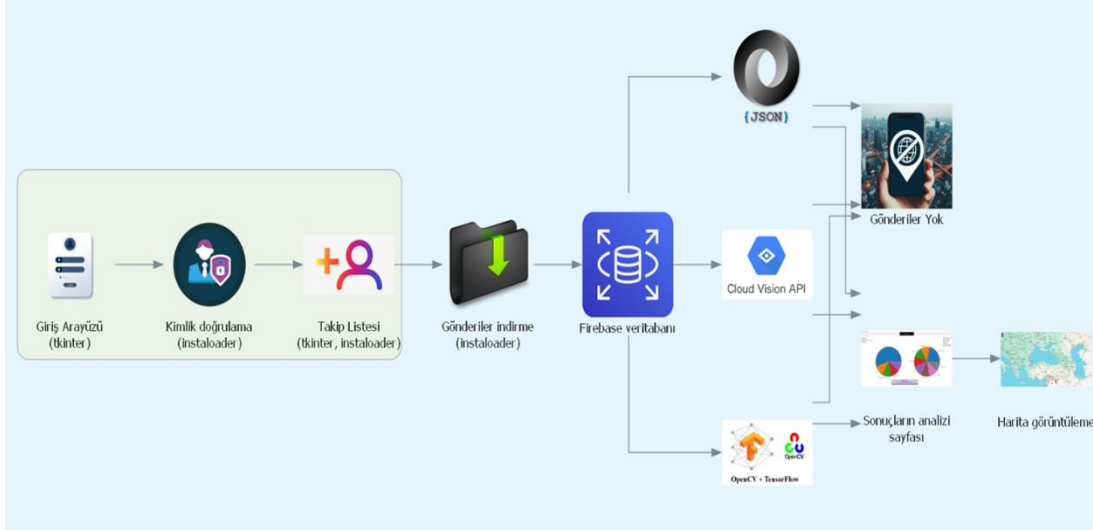 {JSON}
Gönderiler Yok
Cloud Vision API
Giriş Arayüzü
(tkinter)
Kimlik doğrulama
(instaloader)
Takip Listesi
(tkinter, instaloader)
Gönderiler indirme
(instaloader)
Firebase veritabanı
Sonuçların analizi
sayfası
Harita görüntüleme
OpenCV
OpenCV + TensorFlow